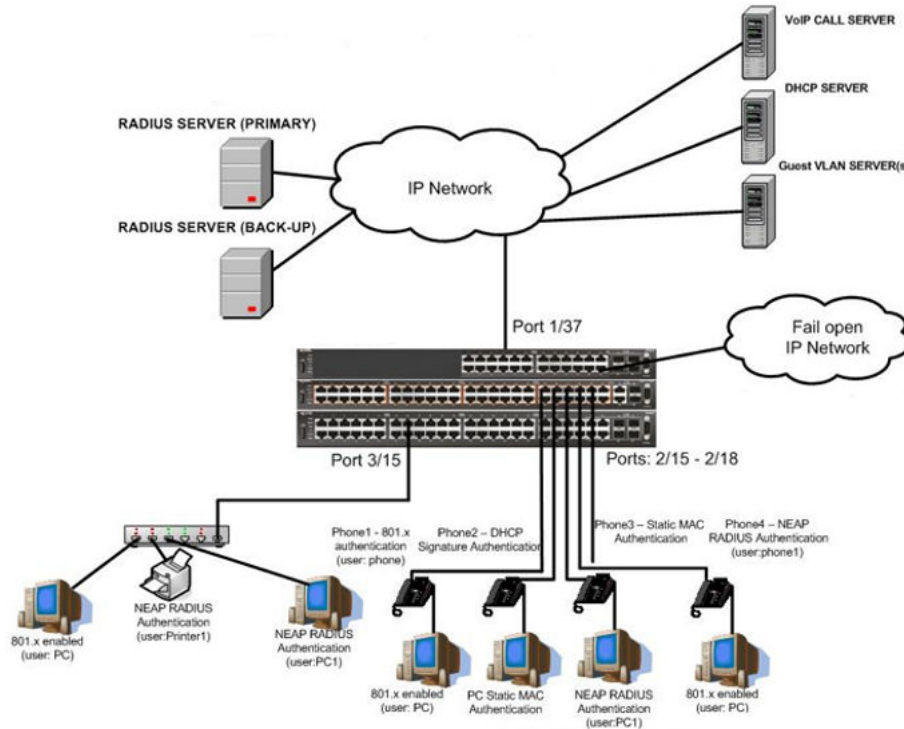 VoIP CALL SERVER
DHCP SERVER
RADIUS SERVER (PRIMARY)
Guest VLAN SERVER(s
IP Network
RADIUS SERVER (BACK-UP)
Port 1/37
Fail open
IP Network
Port 3/15
Ports: 2/15 - 2/18
Phone1 - 801.x
authentication
(user: phone)
Phone2 – DHCP
Signature Authentication
Phone3 – Static MAC
Authentication
Phone4 – NEAP
RADIUS Authentication
(user:phone1)
801.x enabled
(user: PC)
NEAP RADIUS
Authentication
(user:Printer1)
NEAP RADIUS
Authentication
(user:PC1)
801.x enabled
(user: PC)
PC Static MAC
Authentication
NEAP RADIUS
Authentication
(user:PC1)
801.x enabled
(user: PC)